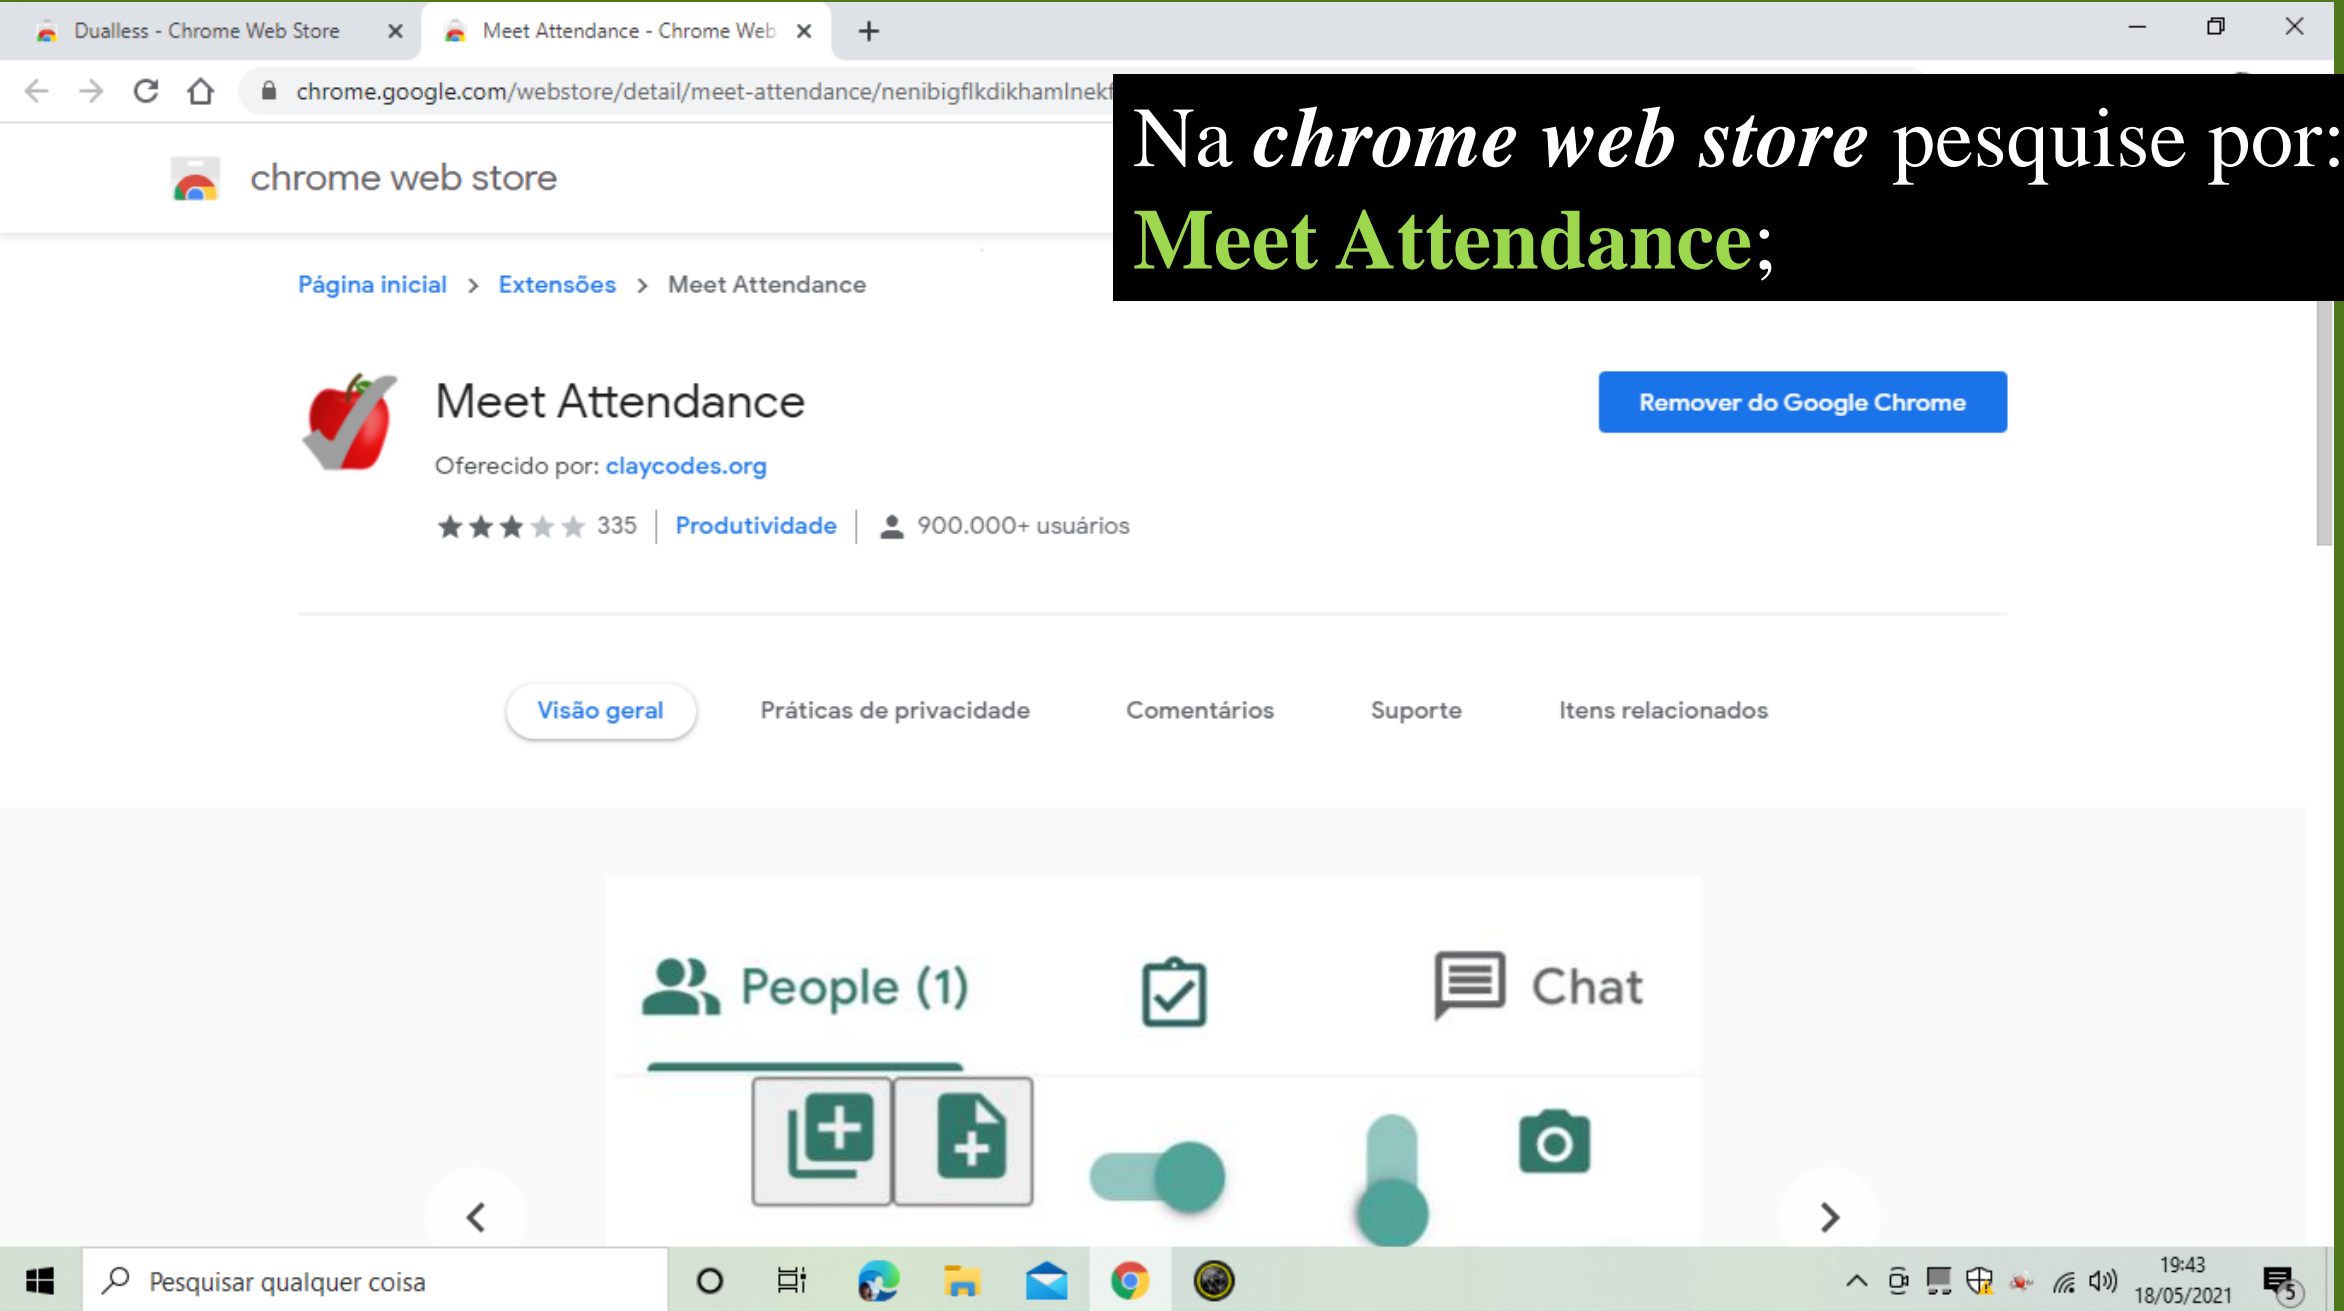 Dualless - Chrome Web Store
Meet Attendance - Chrome Web
chrome.google.com/webstore/detail/meet-attendance/nenibigflkdikhamlnekf
Na chrome web store pesquise por:
Meet Attendance;
chrome web store
Página inicial > Extensões > Meet Attendance
Meet Attendance
Remover do Google Chrome
Oferecido por: claycodes.org
335 | Produtividade | 900.000+ usuários
Visão geral Práticas de privacidade Comentários Suporte Itens relacionados
People (1) Chat
Pesquisar qualquer coisa
19:43
18/05/2021
5